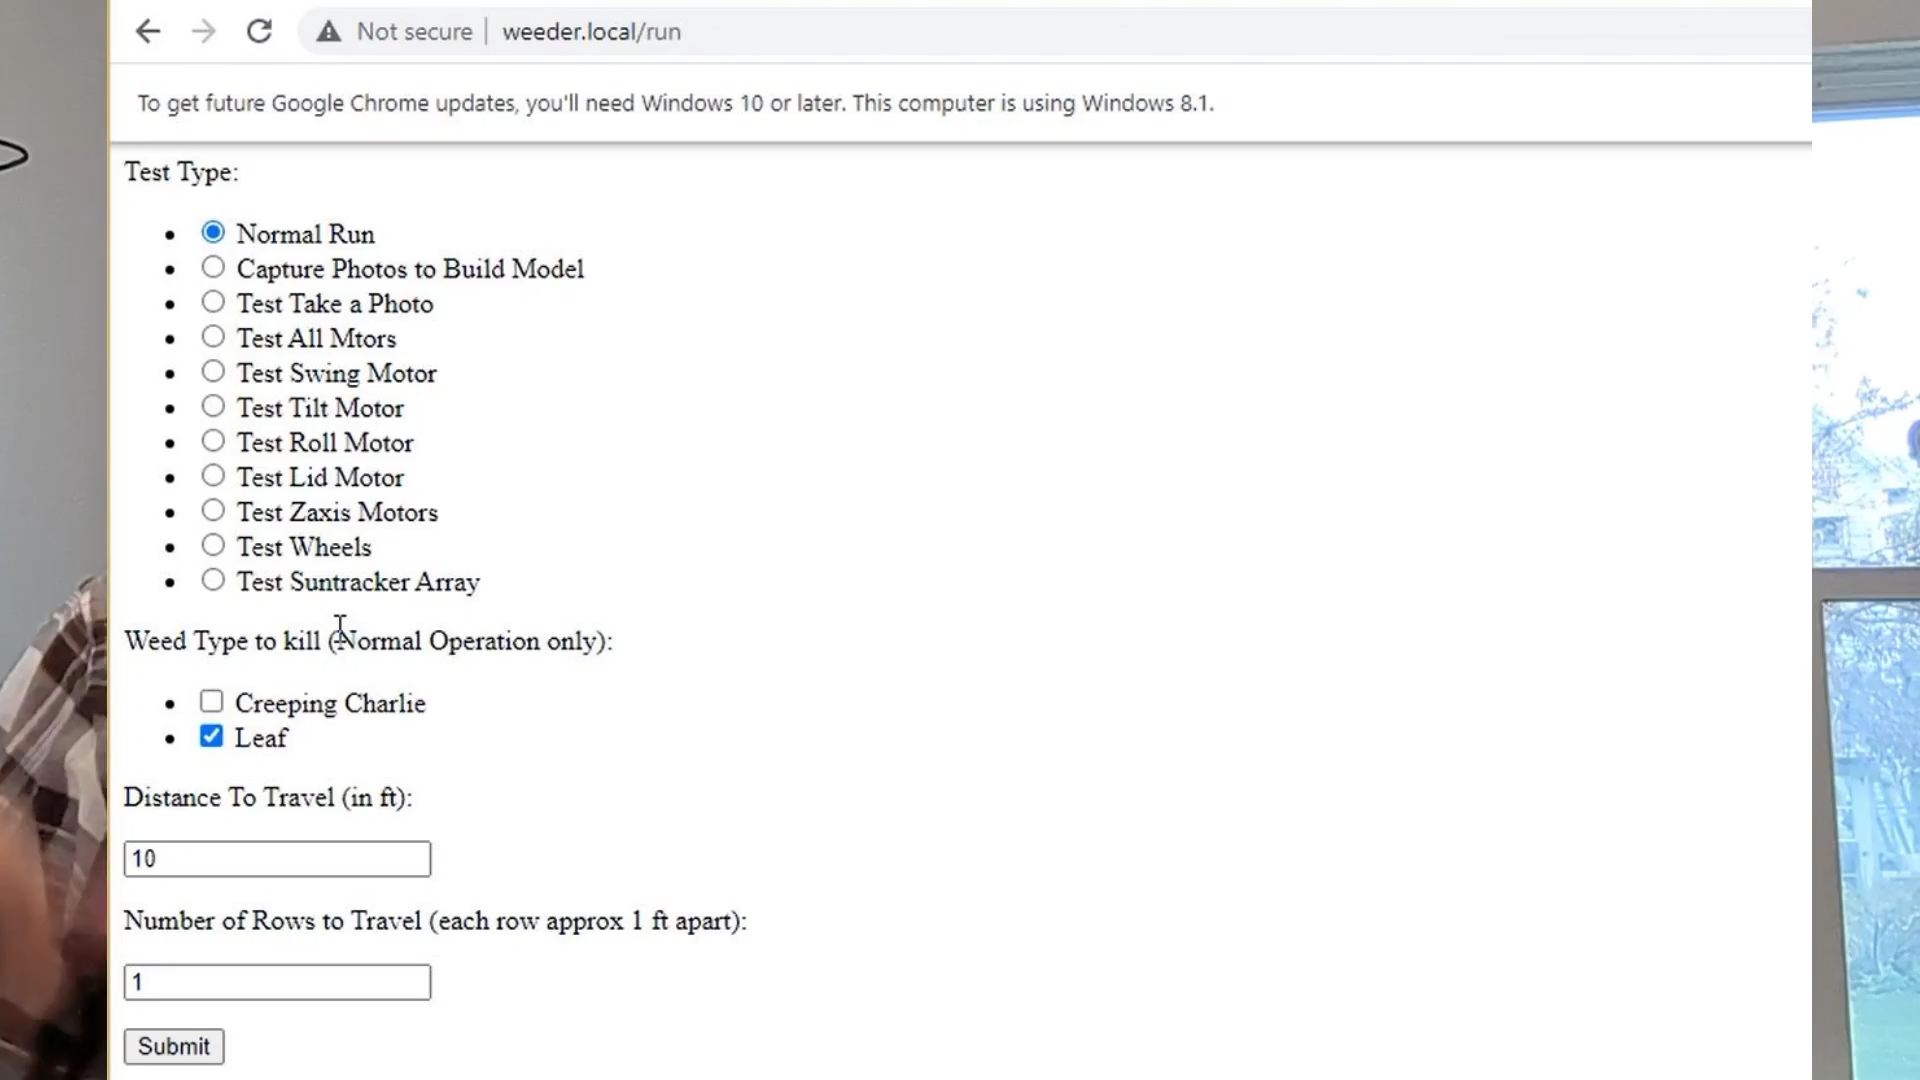 Not secure | weeder.local/run
To get future Google Chrome updates, you'll need Windows 10 or later. This computer is using Windows 8.1.
Test Type:
Normal Run
Capture Photos to Build Model
Test Take a Photo
Test All Mtors
Test Swing Motor
Test Tilt Motor
Test Roll Motor
Test Lid Motor
Test Zaxis Motors
Test Wheels
Test Suntracker Array
Weed Type to kill (Normal Operation only):
Creeping Charlie
Leaf
Distance To Travel (in ft):
10
Number of Rows to Travel (each row approx 1 ft apart):
1
Submit